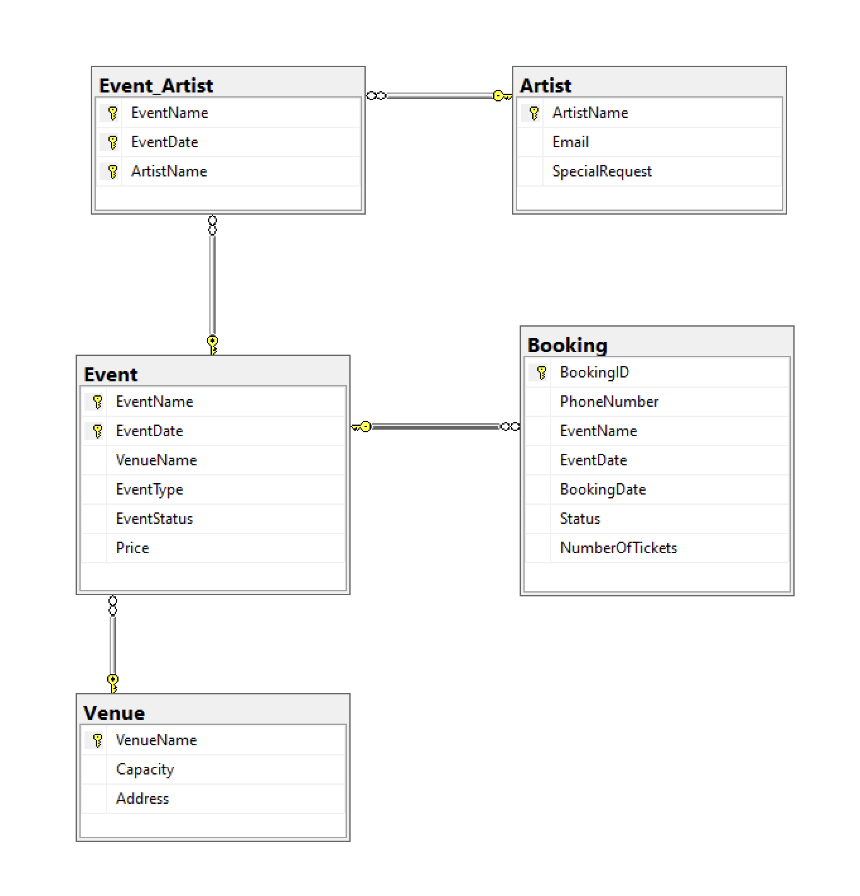 Event_Artist
EventName
EventDate
ArtistName
Artist
ArtistName
Email
SpecialRequest
Event
EventName
EventDate
VenueName
EventType
EventStatus
Price
Booking
BookingID
PhoneNumber
EventName
EventDate
BookingDate
Status
NumberOfTickets
Venue
VenueName
Capacity
Address